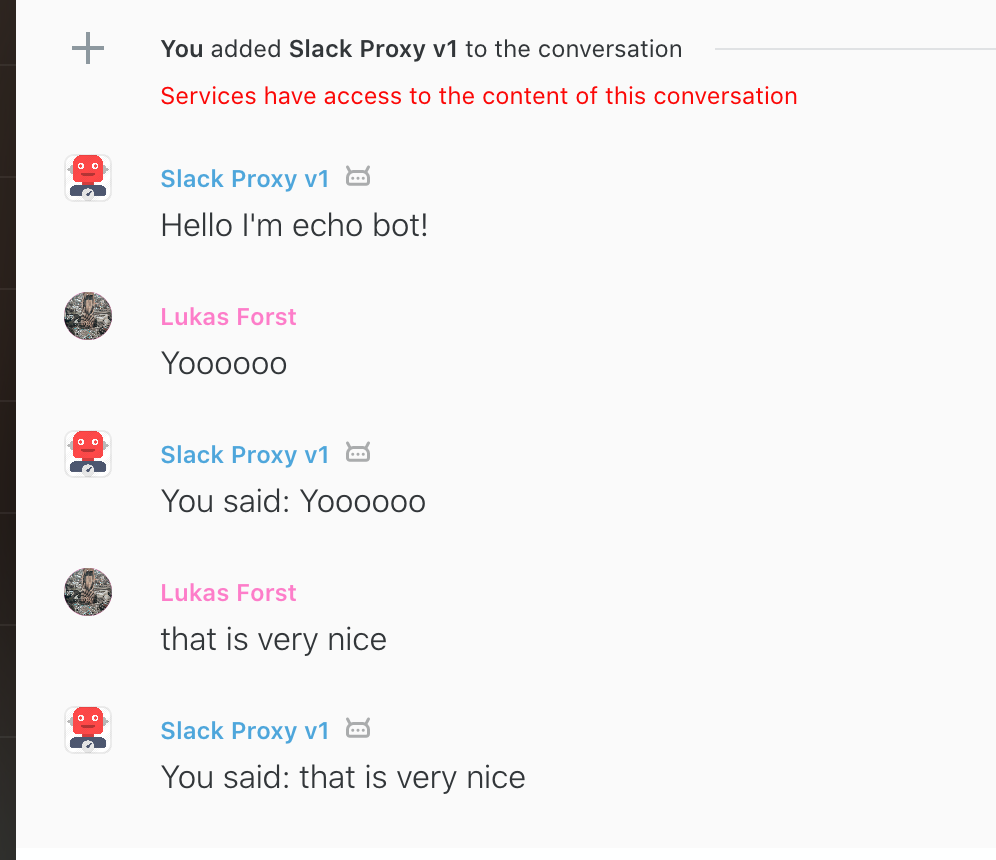 You added Slack Proxy v1 to the conversation
Services have access to the content of this conversation
Slack Proxy v1
Hello I'm echo bot!
Lukas Forst
Yoooooo
Slack Proxy v1
You said: Yoooooo
Lukas Forst
that is very nice
Slack Proxy v1
You said: that is very nice